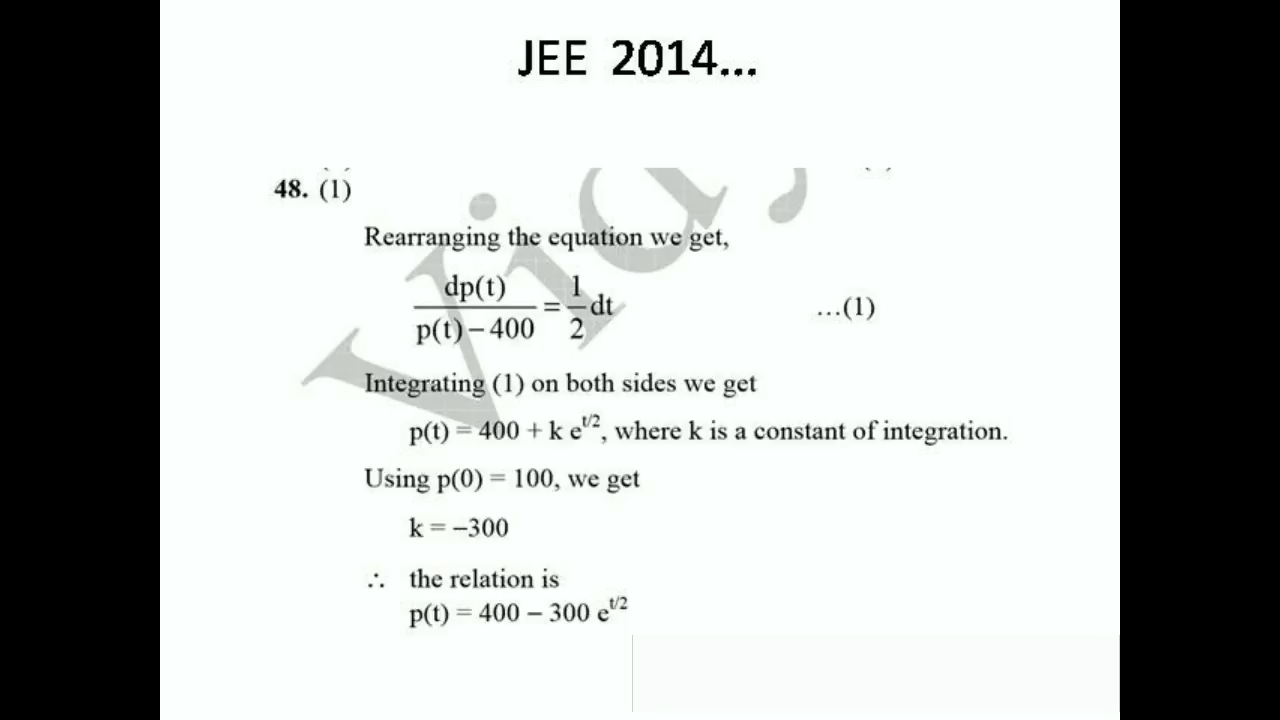 JEE 2014...
48. (1)
Rearranging the equation we get,
dp(t) / p(t) – 400 = 1/2 dt ...(1)
Integrating (1) on both sides we get
p(t) = 400 + k e^t/2, where k is a constant of integration.
Using p(0) = 100, we get
k = –300
∴ the relation is
p(t) = 400 – 300 e^t/2